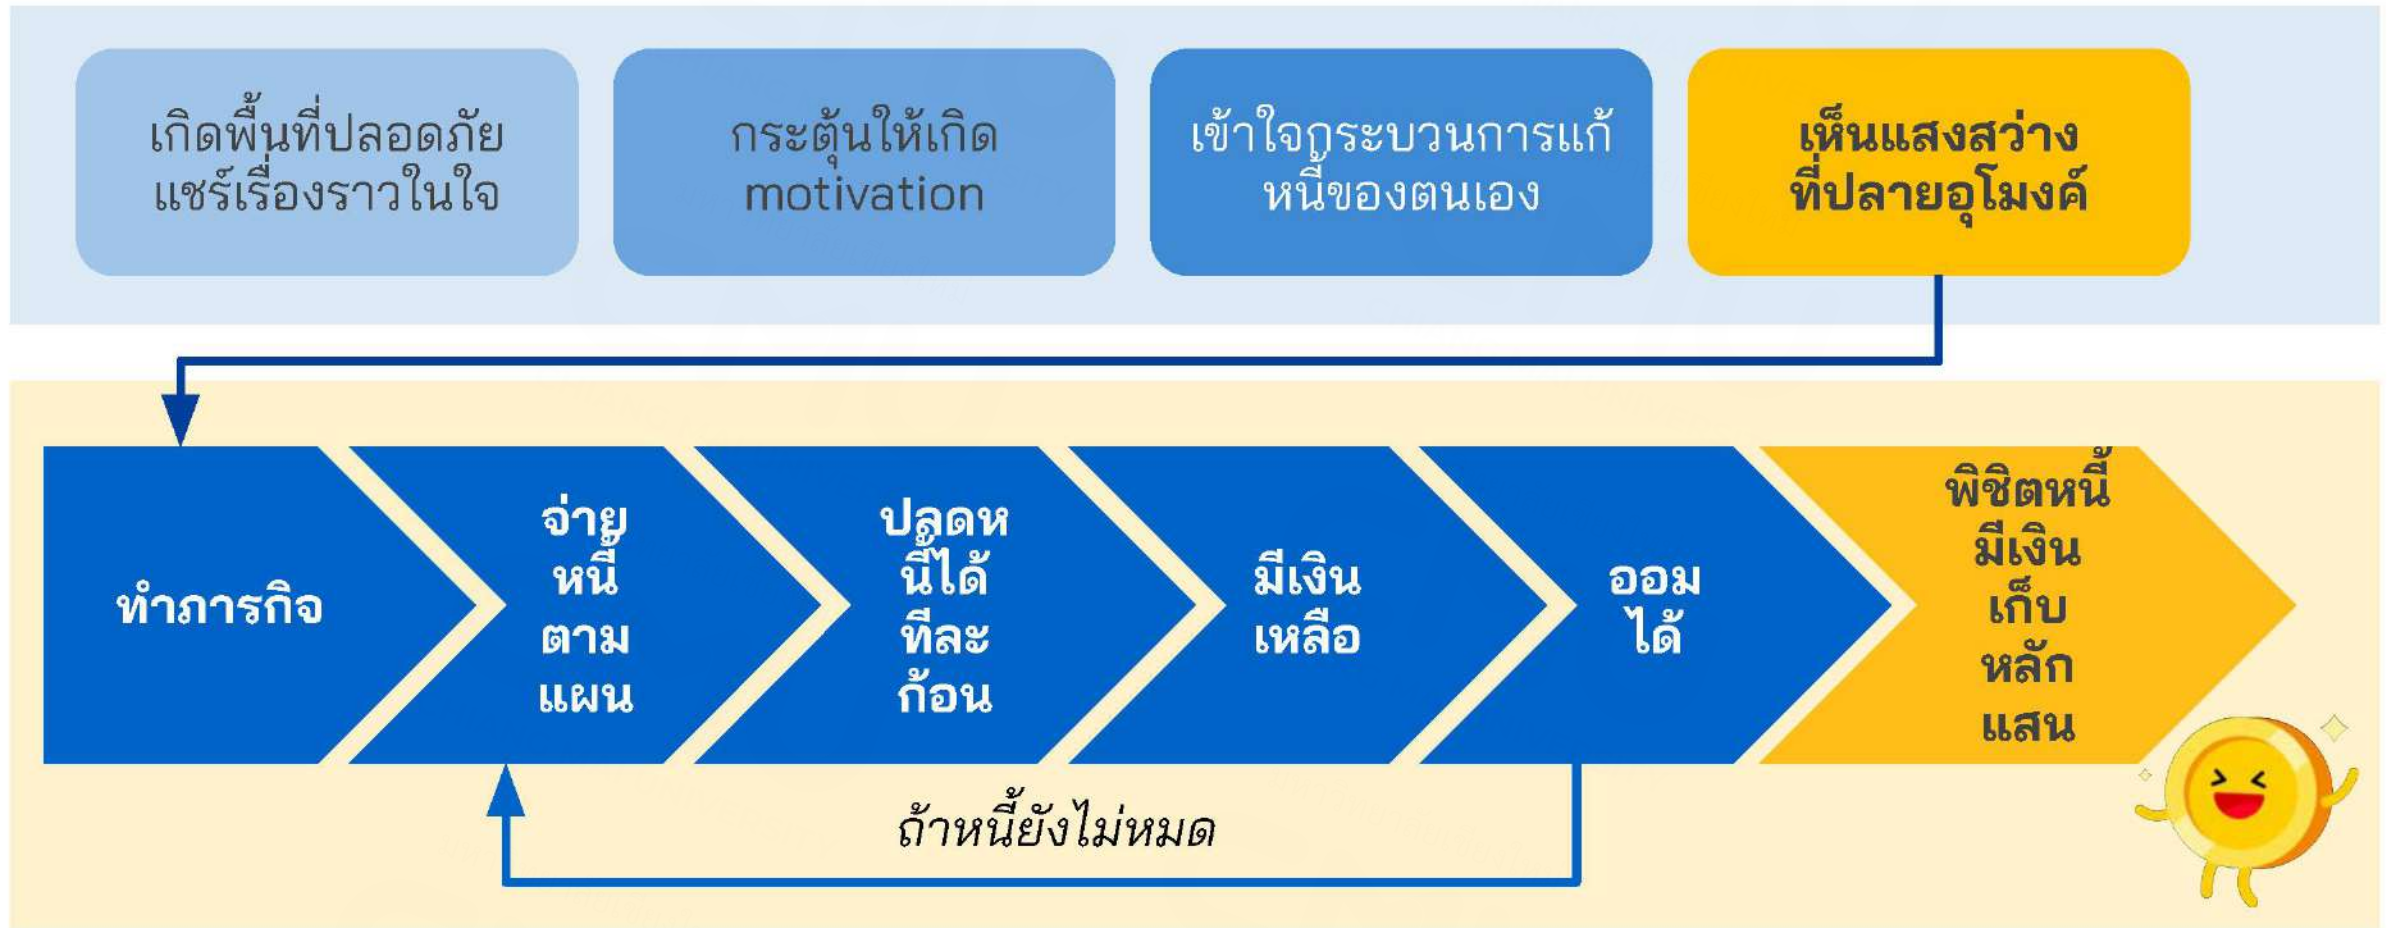 เกิดพื้นที่ปลอดภัย
แชร์เรื่องราวในใจ
กระตุ้นให้เกิด
motivation
เข้าใจกระบวนการแก้
หนี้ของตนเอง
เห็นแสงสว่าง
ที่ปลายอุโมงค์
ทำภารกิจ
จ่าย
หนี้
ตาม
แผน
ปลดห
นี้ได้
ทีละ
ก้อน
มีเงิน
เหลือ
ออม
ได้
พิชิตหนี้
มีเงิน
เก็บ
หลัก
แสน
ถ้าหนี้ยังไม่หมด